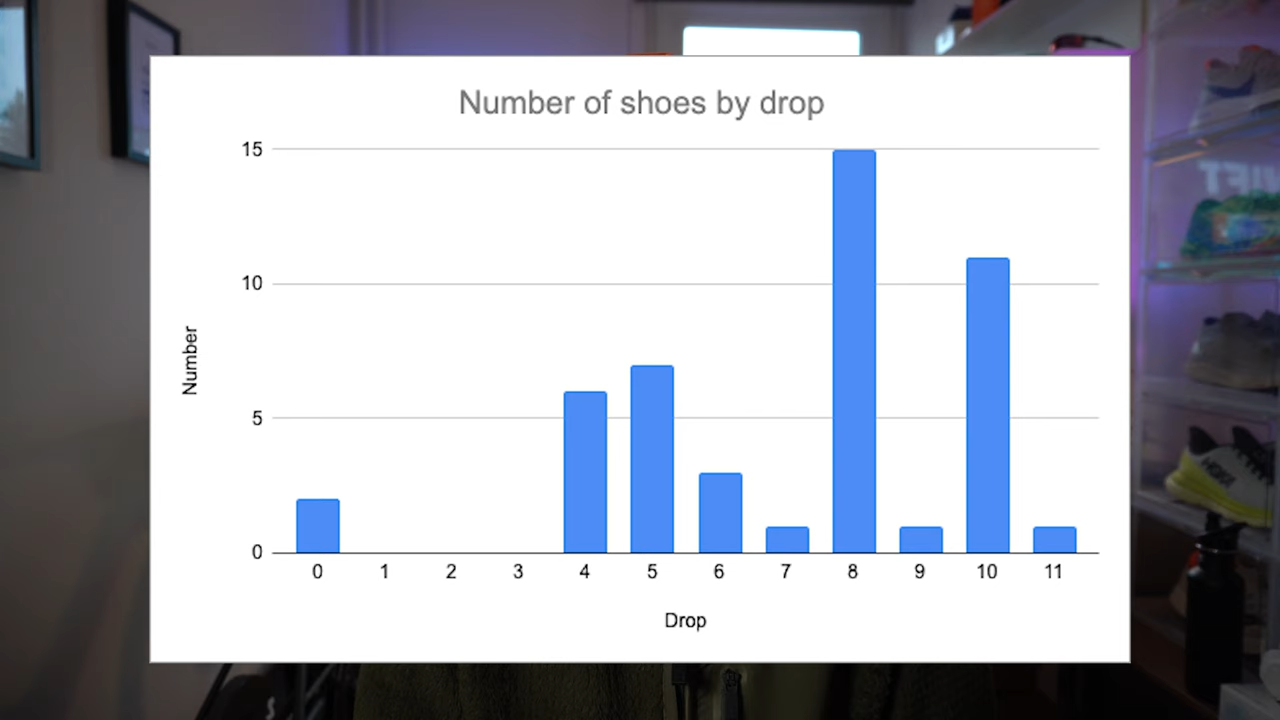 Number of shoes by drop
15
10
5
0
Number
0 1 2 3 4 5 6 7 8 9 10 11
Drop
HOKA